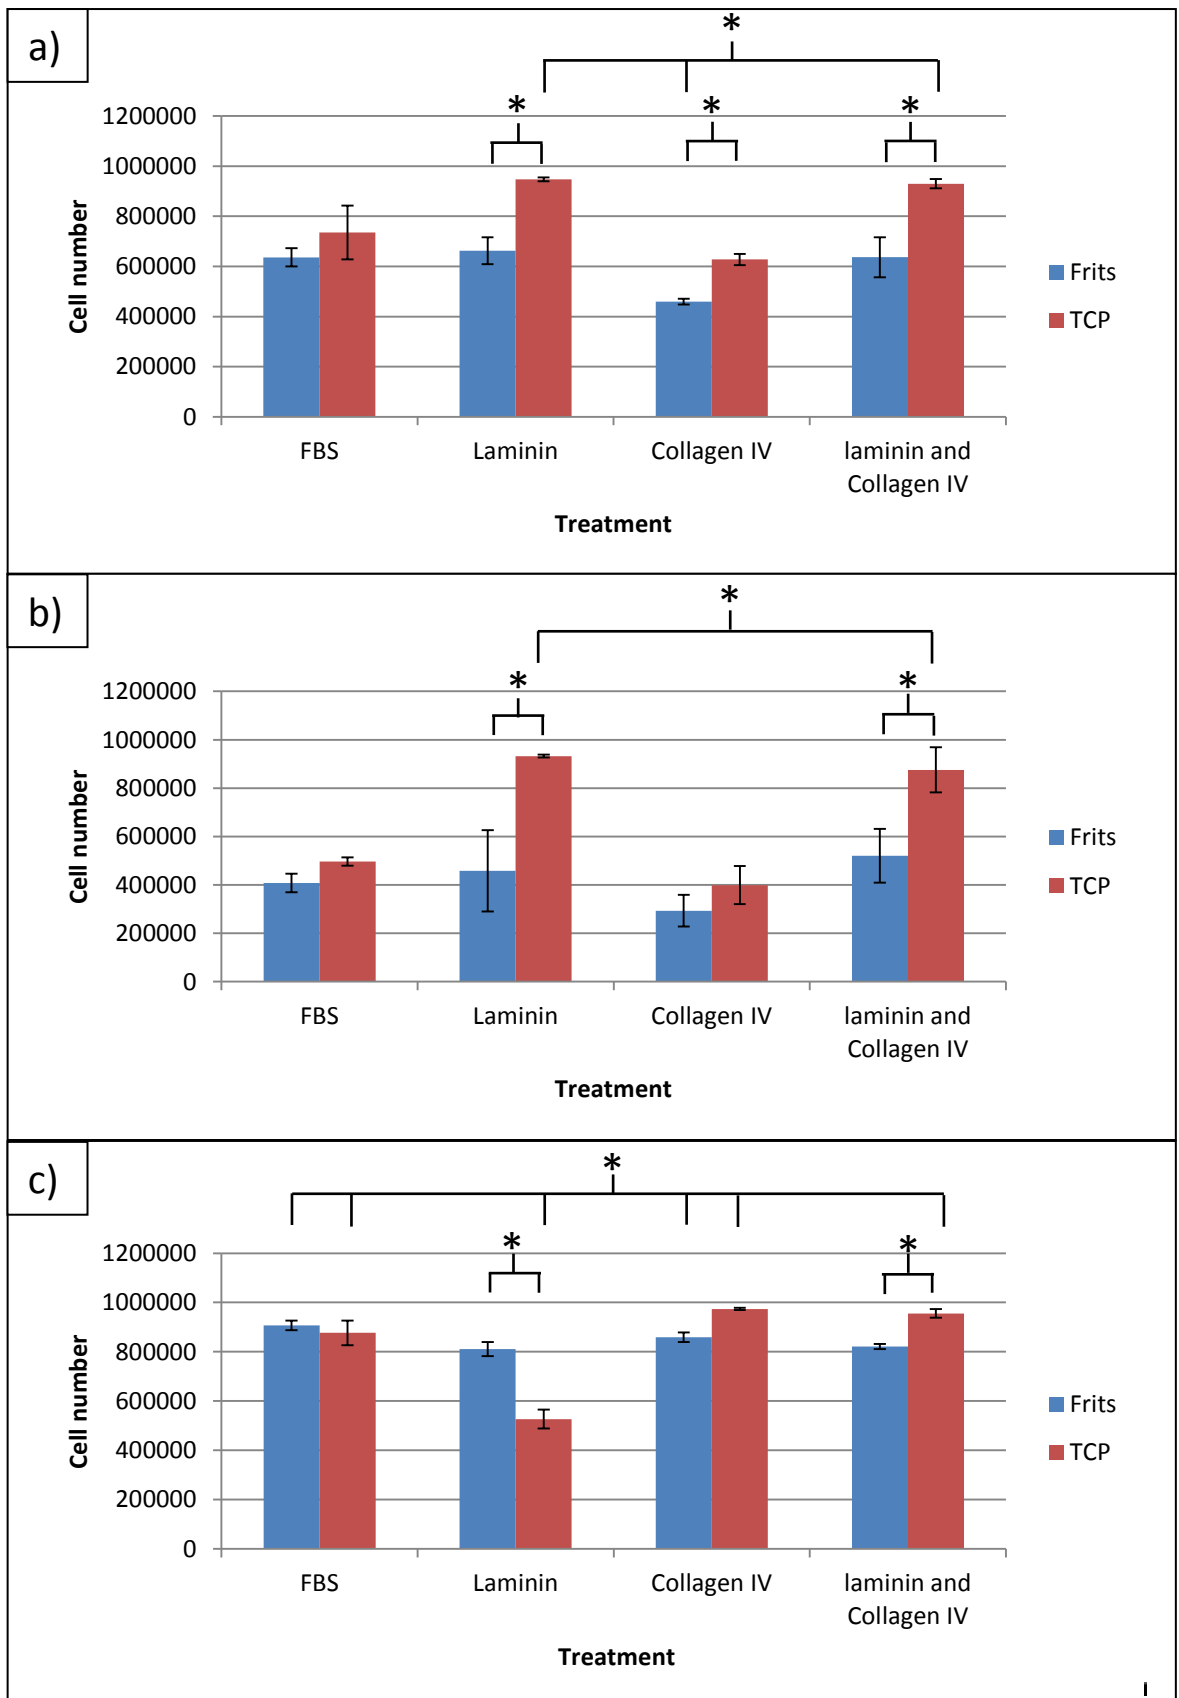 a)
*
* * *
1200000
1000000
800000
600000
400000
200000
0
Cell number
FBS Laminin Collagen IV laminin and
Collagen IV
Treatment
Frits
TCP
b)
*
* *
1200000
1000000
800000
600000
400000
200000
0
Cell number
FBS Laminin Collagen IV laminin and
Collagen IV
Treatment
Frits
TCP
c)
*
* *
1200000
1000000
800000
600000
400000
200000
0
Cell number
FBS Laminin Collagen IV laminin and
Collagen IV
Treatment
Frits
TCP